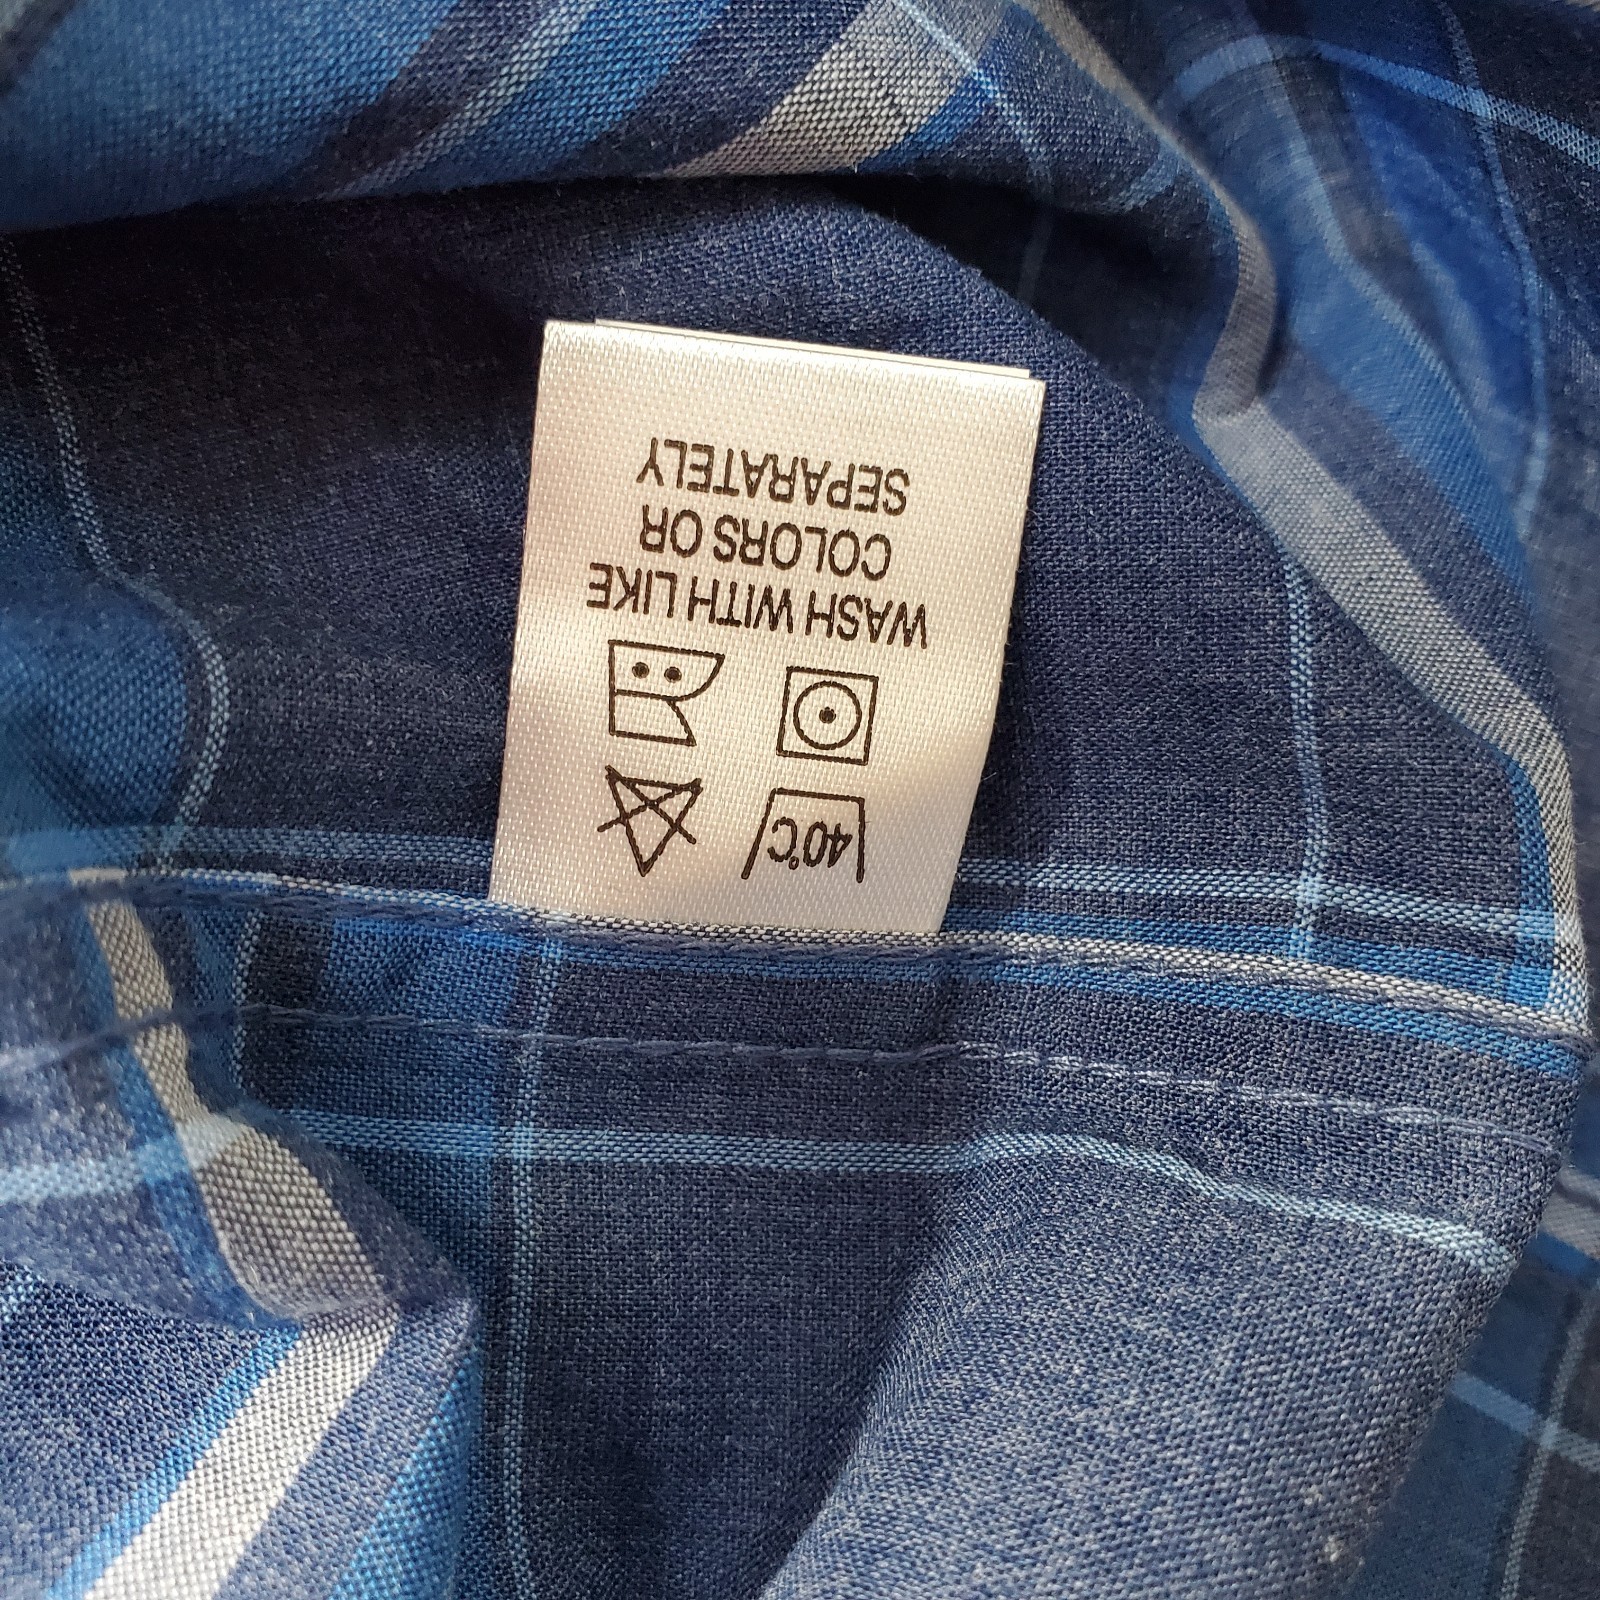 40°C
WASH WITH LIKE
COLORS OR
SEPARATELY